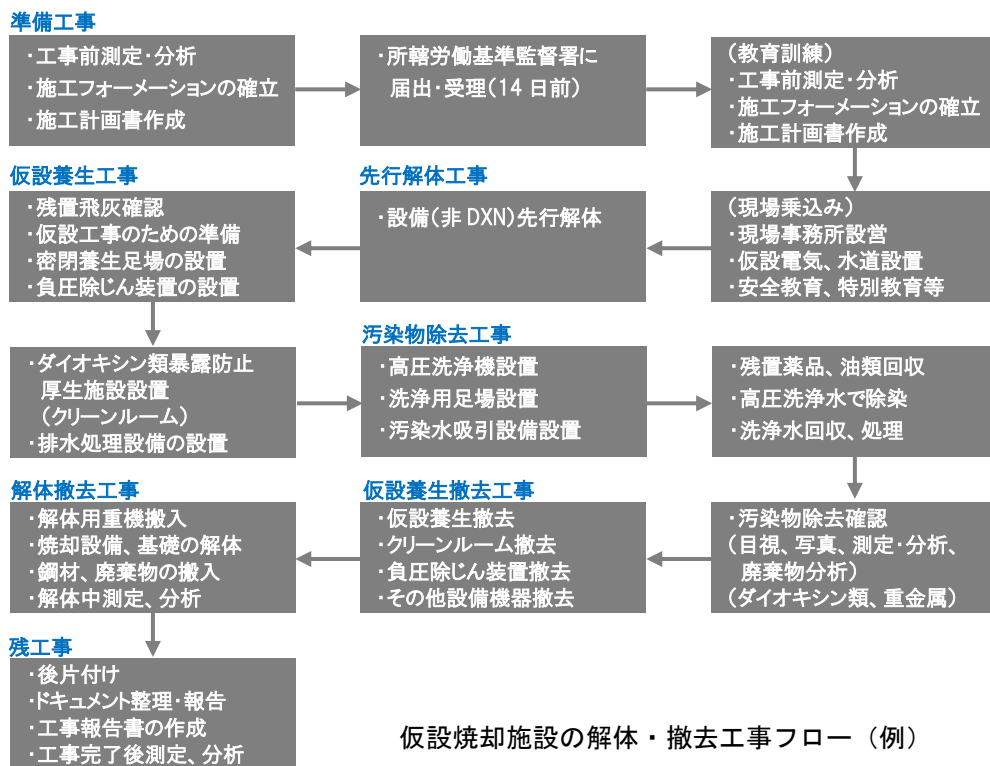 準備工事
・工事前測定・分析
・施工フォーメーションの確立
・施工計画書作成
・所轄労働基準監督署に
届出・受理(14 日前)
(教育訓練)
・工事前測定・分析
・施工フォーメーションの確立
・施工計画書作成
(現場乗込み)
・現場事務所設営
・仮設電気、水道設置
・安全教育、特別教育等
先行解体工事
・設備(非 DXN)先行解体
仮設養生工事
・残置飛灰確認
・仮設工事のための準備
・密閉養生足場の設置
・負圧除じん装置の設置
・ダイオキシン類暴露防止
厚生施設設置
(クリーンルーム)
・排水処理設備の設置
汚染物除去工事
・高圧洗浄機設置
・洗浄用足場設置
・汚染水吸引設備設置
・残置薬品、油類回収
・高圧洗浄水で除染
・洗浄水回収、処理
・汚染物除去確認
(目視、写真、測定・分析、
廃棄物分析)
(ダイオキシン類、重金属)
仮設養生撤去工事
・仮設養生撤去
・クリーンルーム撤去
・負圧除じん装置撤去
・その他設備機器撤去
解体撤去工事
・解体用重機搬入
・焼却設備、基礎の解体
・鋼材、廃棄物の搬入
・解体中測定、分析
残工事
・後片付け
・ドキュメント整理・報告
・工事報告書の作成
・工事完了後測定、分析
仮設焼却施設の解体・撤去工事フロー(例)